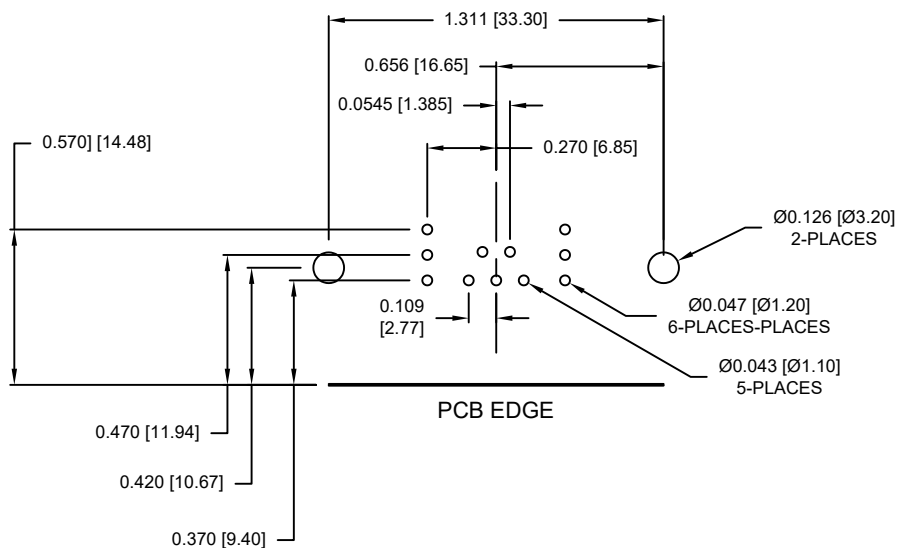 1.311 [33.30]
0.656 [16.65]
0.0545 [1.385]
0.570] [14.48]
0.270 [6.85]
Ø0.126 [Ø3.20]
2-PLACES
0.109
[2.77]
Ø0.047 [Ø1.20]
6-PLACES-PLACES
Ø0.043 [Ø1.10]
5-PLACES
PCB EDGE
0.470 [11.94]
0.420 [10.67]
0.370 [9.40]